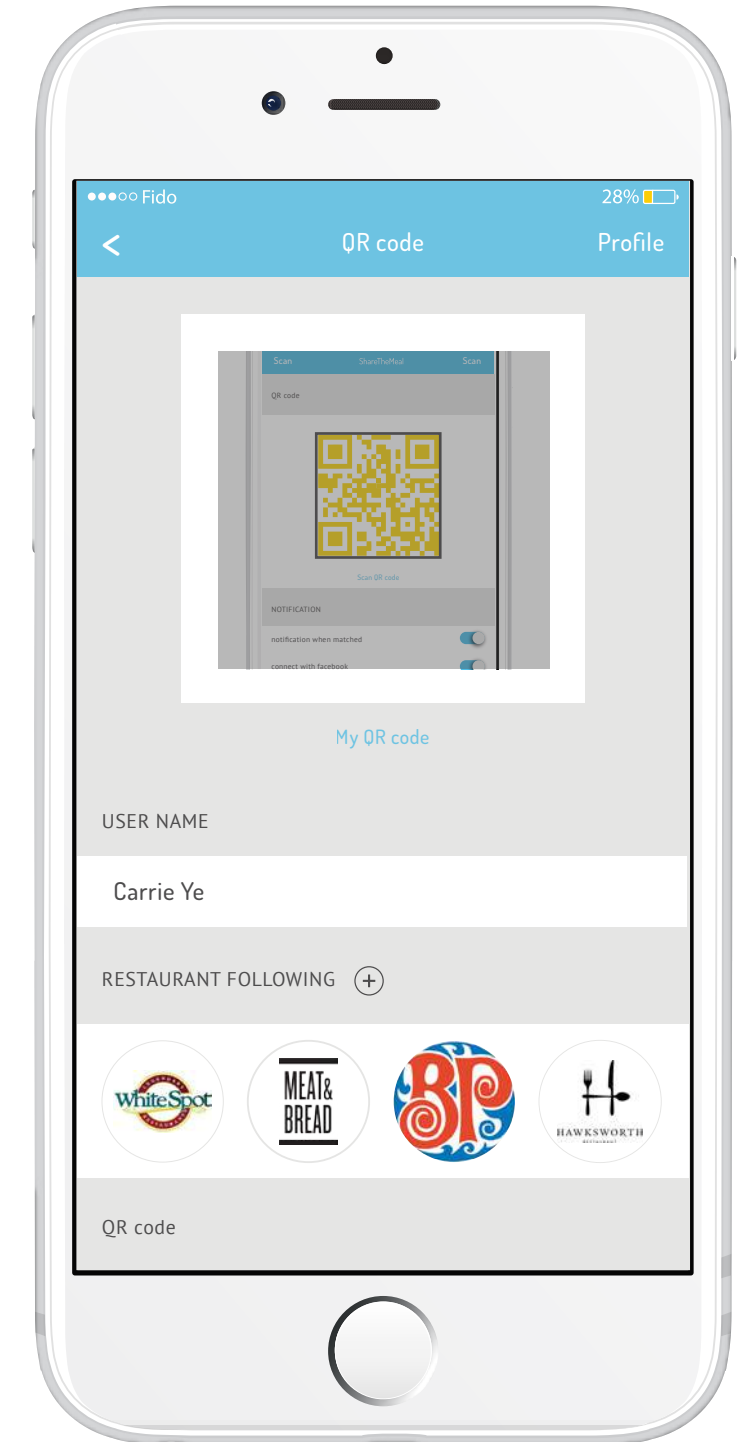 Fido 28%
< QR code Profile
Scan ShareTheMeal Scan
QR code
Scan QR code
NOTIFICATION
notification when matched
connect with facebook
My QR code
USER NAME
Carrie Ye
RESTAURANT FOLLOWING +
White Spot
MEAT&
BREAD
BP
HAWKSWORTH
QR code